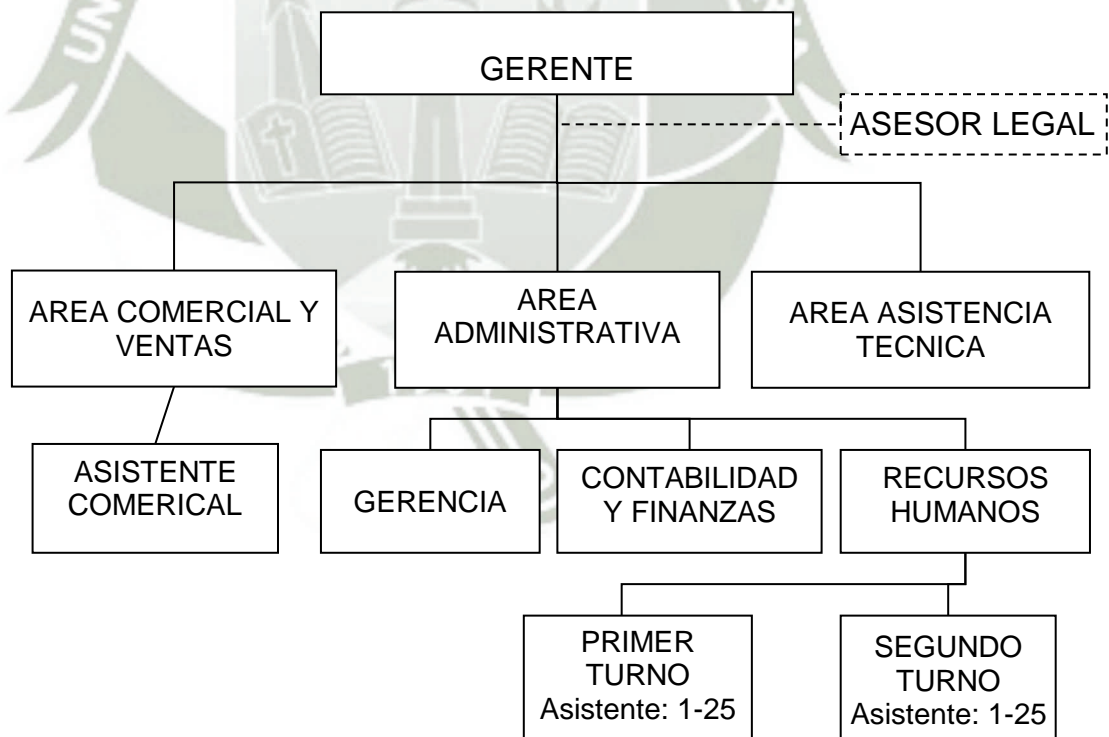 GERENTE
ASESOR LEGAL
AREA COMERCIAL Y
VENTAS
AREA
ADMINISTRATIVA
AREA ASISTENCIA
TECNICA
ASISTENTE
COMERICAL
GERENCIA
CONTABILIDAD
Y FINANZAS
RECURSOS
HUMANOS
PRIMER
TURNO
Asistente: 1-25
SEGUNDO
TURNO
Asistente: 1-25